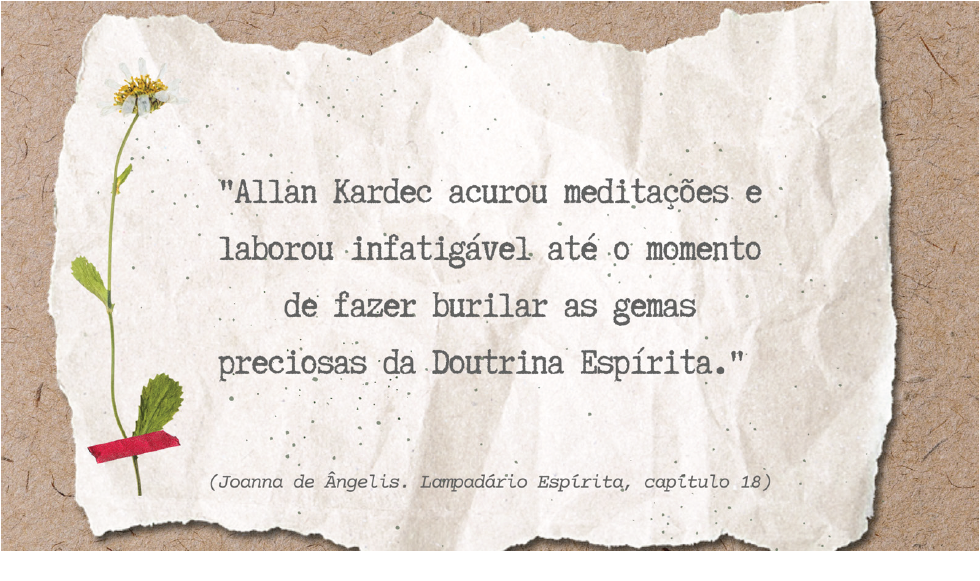 "Allan Kardec acurou meditações e
laborou infatigável até o momento
de fazer burilar as gemas
preciosas da Doutrina Espírita."
(Joanna de Ângelis. Lampadário Espírita, capítulo 18)